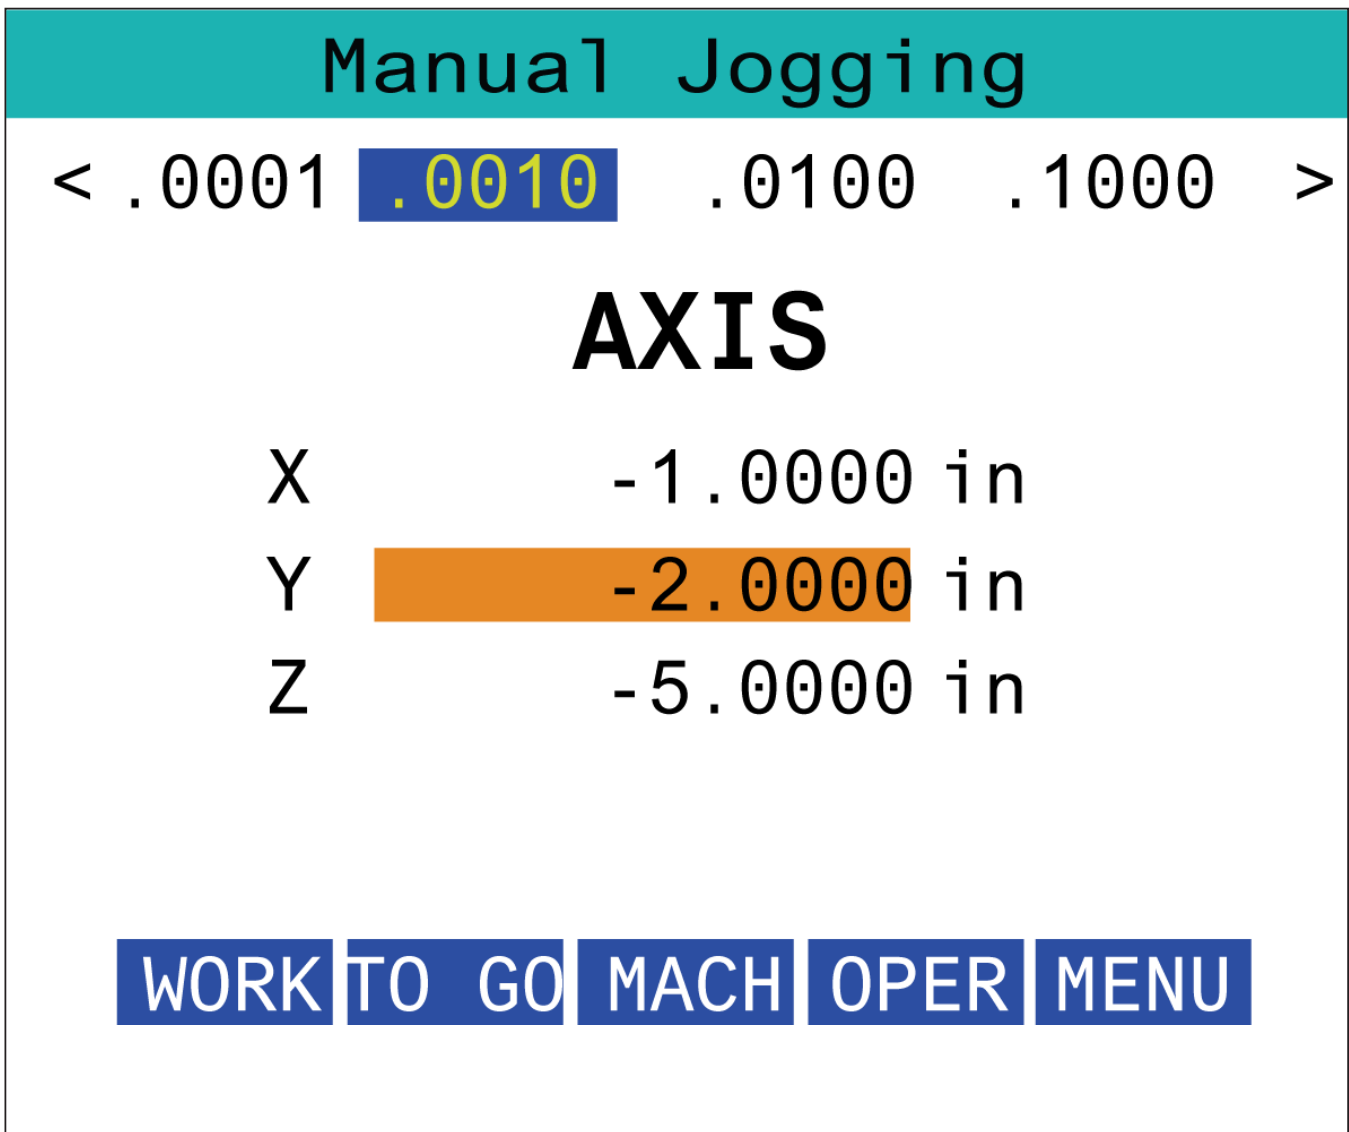 Manual Jogging
< .0001 .0010 .0100 .1000 >
AXIS
X -1.0000 in
Y -2.0000 in
Z -5.0000 in
WORK TO GO MACH OPER MENU